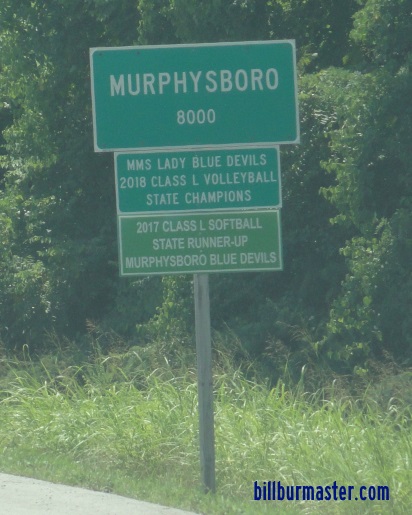 MURPHYSBORO
8000
MMS LADY BLUE DEVILS
2018 CLASS L VOLLEYBALL
STATE CHAMPIONS
2017 CLASS L SOFTBALL
STATE RUNNER-UP
MURPHYSBORO BLUE DEVILS
billburmaster.com